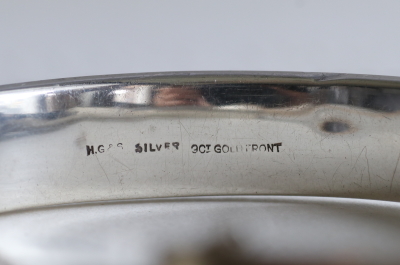 H.G&S SILVER 9CT GOLD FRONT